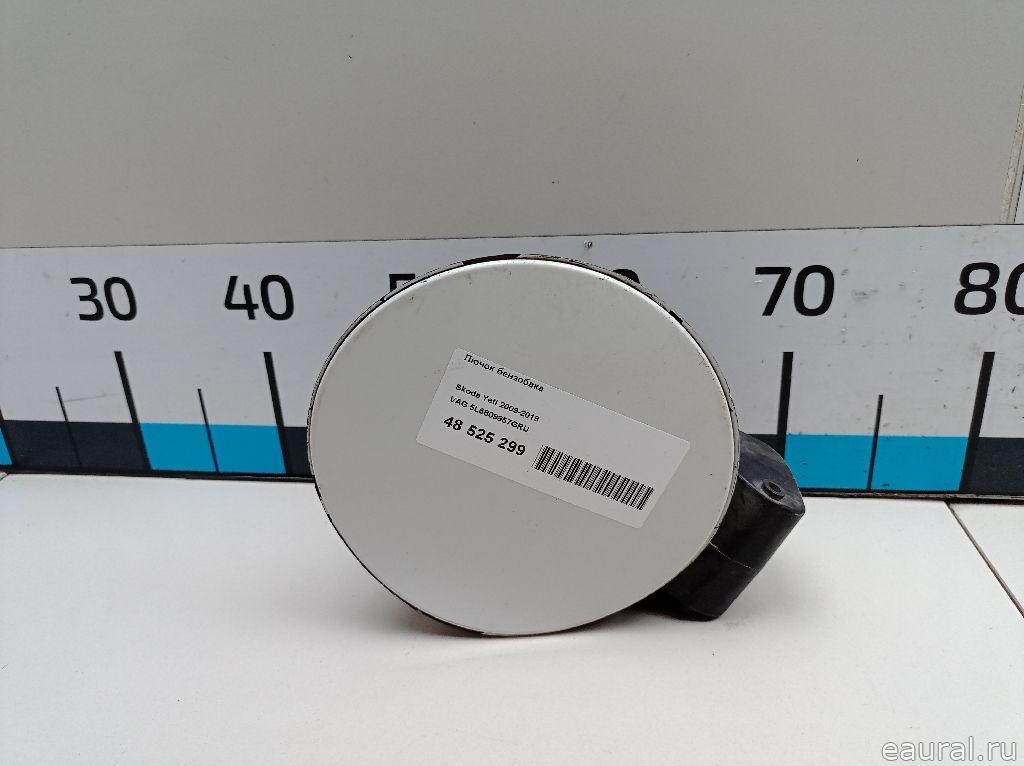 30 40 70 80
Лючок бензобака
Skoda Yeti 2009-2018
VAG 5L6809857GRU
48 525 299
eaural.ru